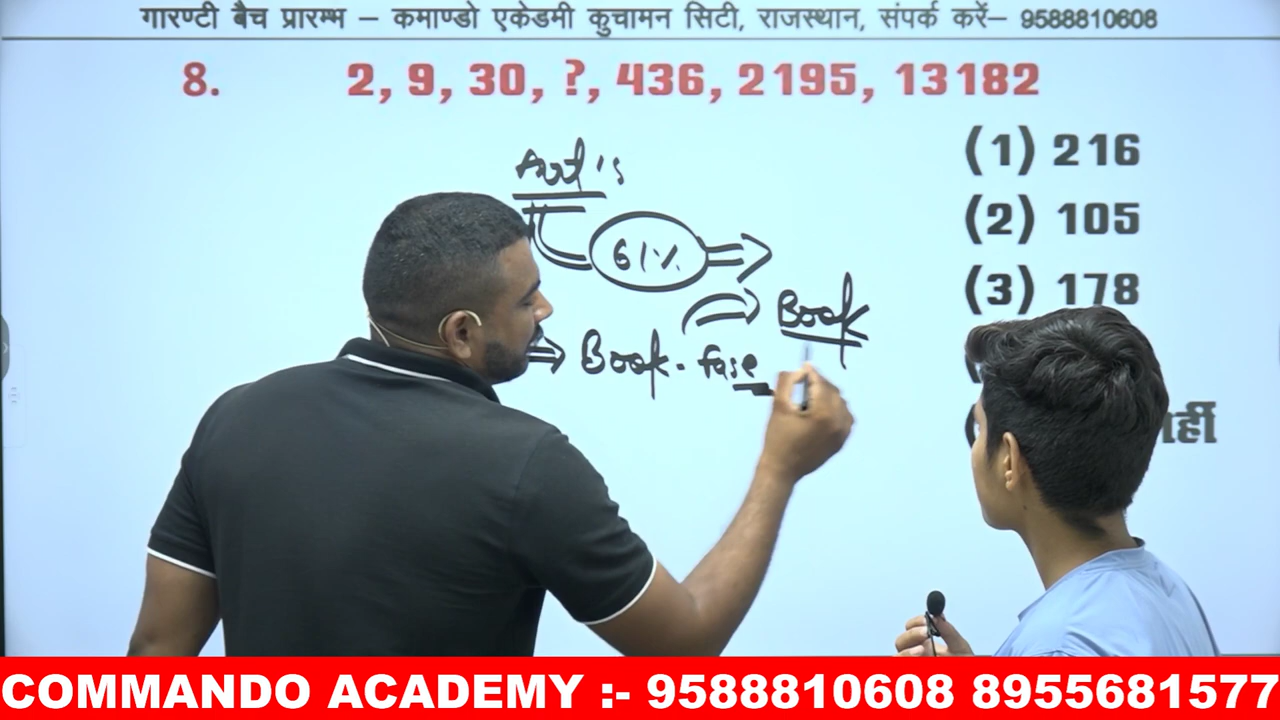 गारण्टी बैच प्रारम्भ – कमाण्डो एकेडमी कुचामन सिटी, राजस्थान, संपर्क करें– 9588810608
8. 2, 9, 30, ?, 436, 2195, 13182
(1) 216
(2) 105
(3) 178
Art's
61%
Book
Book. fase
COMMANDO ACADEMY :- 9588810608 8955681577